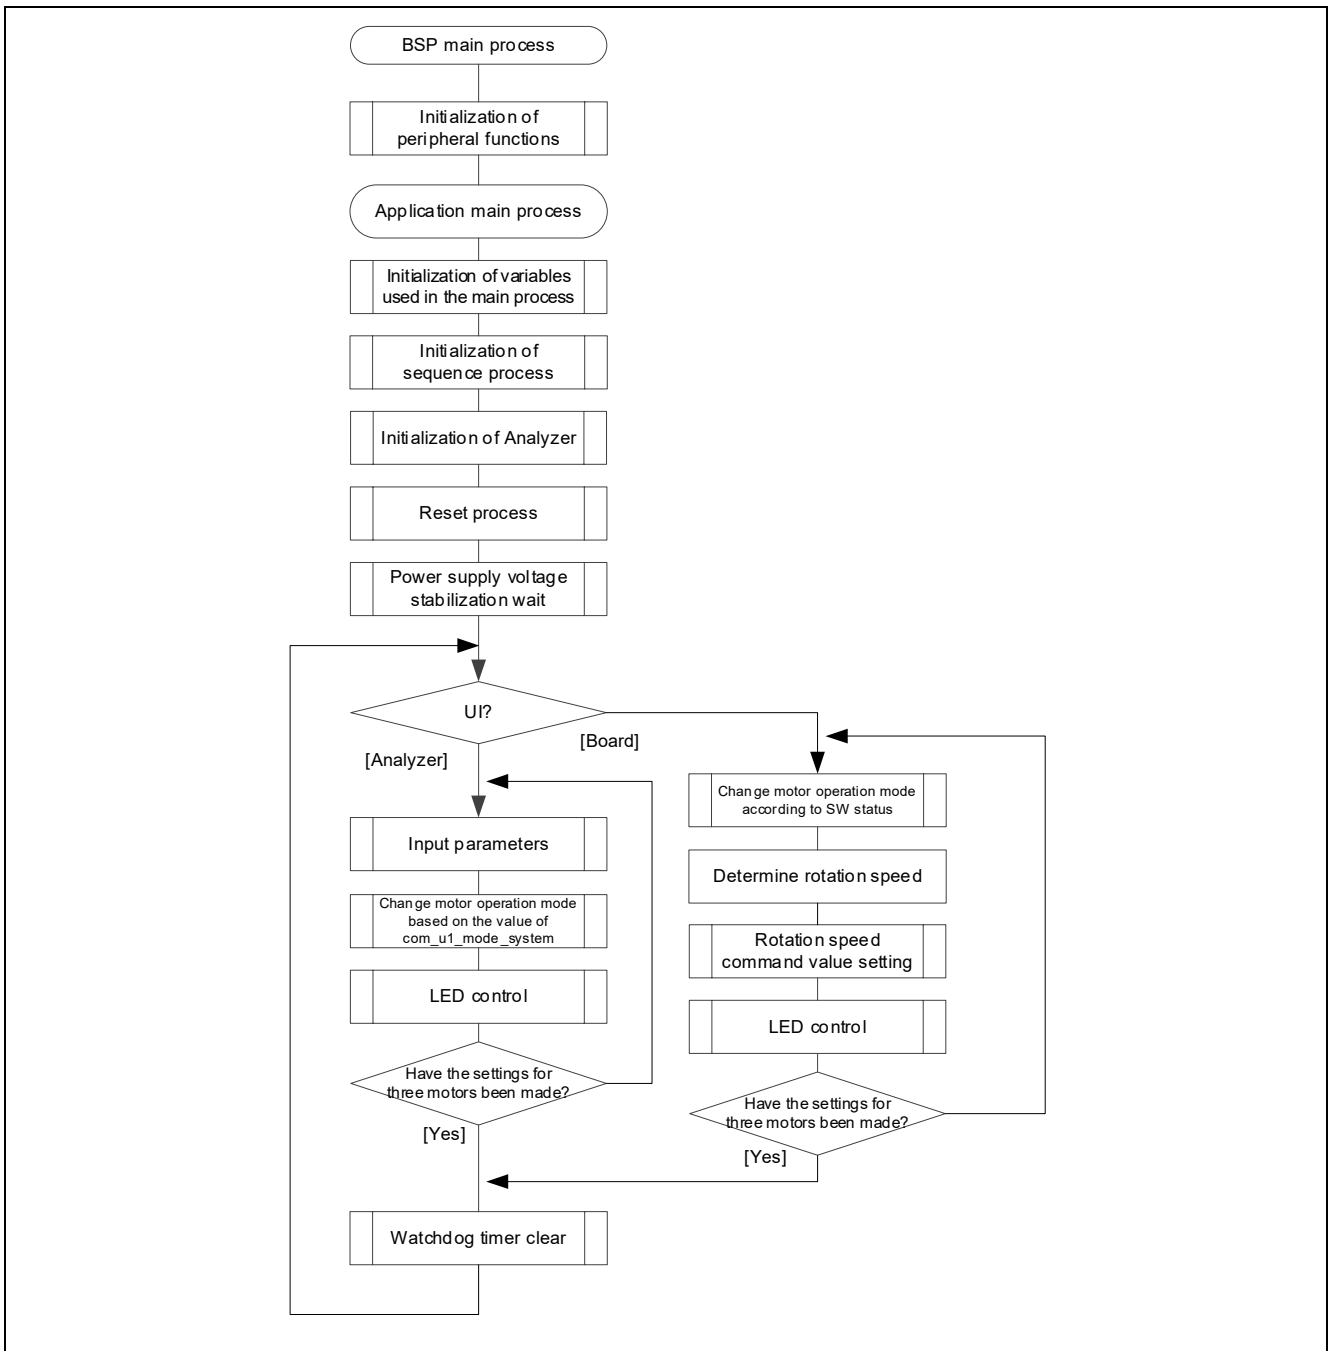 BSP main process
Initialization of
peripheral functions
Application main process
Initialization of variables
used in the main process
Initialization of
sequence process
Initialization of Analyzer
Reset process
Power supply voltage
stabilization wait
UI?
[Analyzer]
[Board]
Input parameters
Change motor operation mode
based on the value of
com_u1_mode_system
LED control
Have the settings for
three motors been made?
[Yes]
Change motor operation mode
according to SW status
Determine rotation speed
Rotation speed
command value setting
LED control
Have the settings for
three motors been made?
[Yes]
Watchdog timer clear